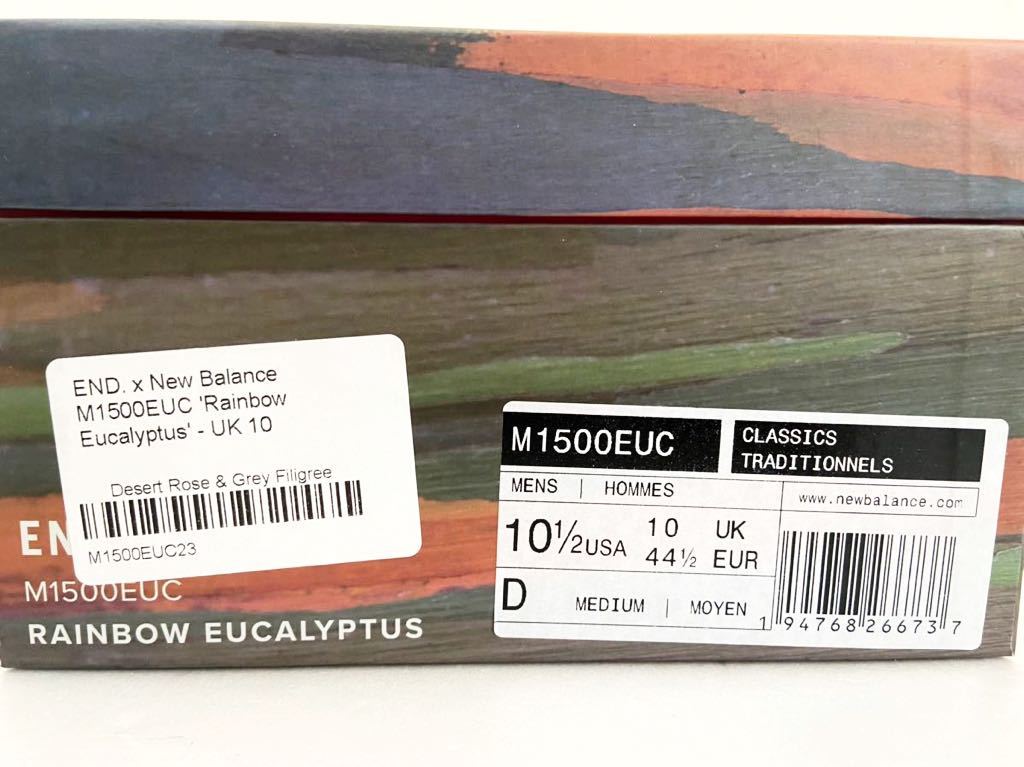 END. x New Balance
M1500EUC 'Rainbow
Eucalyptus' - UK 10
Desert Rose & Grey Filigree
M1500EUC23
EN
M1500EUC
RAINBOW EUCALYPTUS
M1500EUC
CLASSICS
TRADITIONNELS
MENS | HOMMES
www.newbalance.com
10½USA
10 UK
44½ EUR
D MEDIUM | MOYEN
1 94768 26673 7